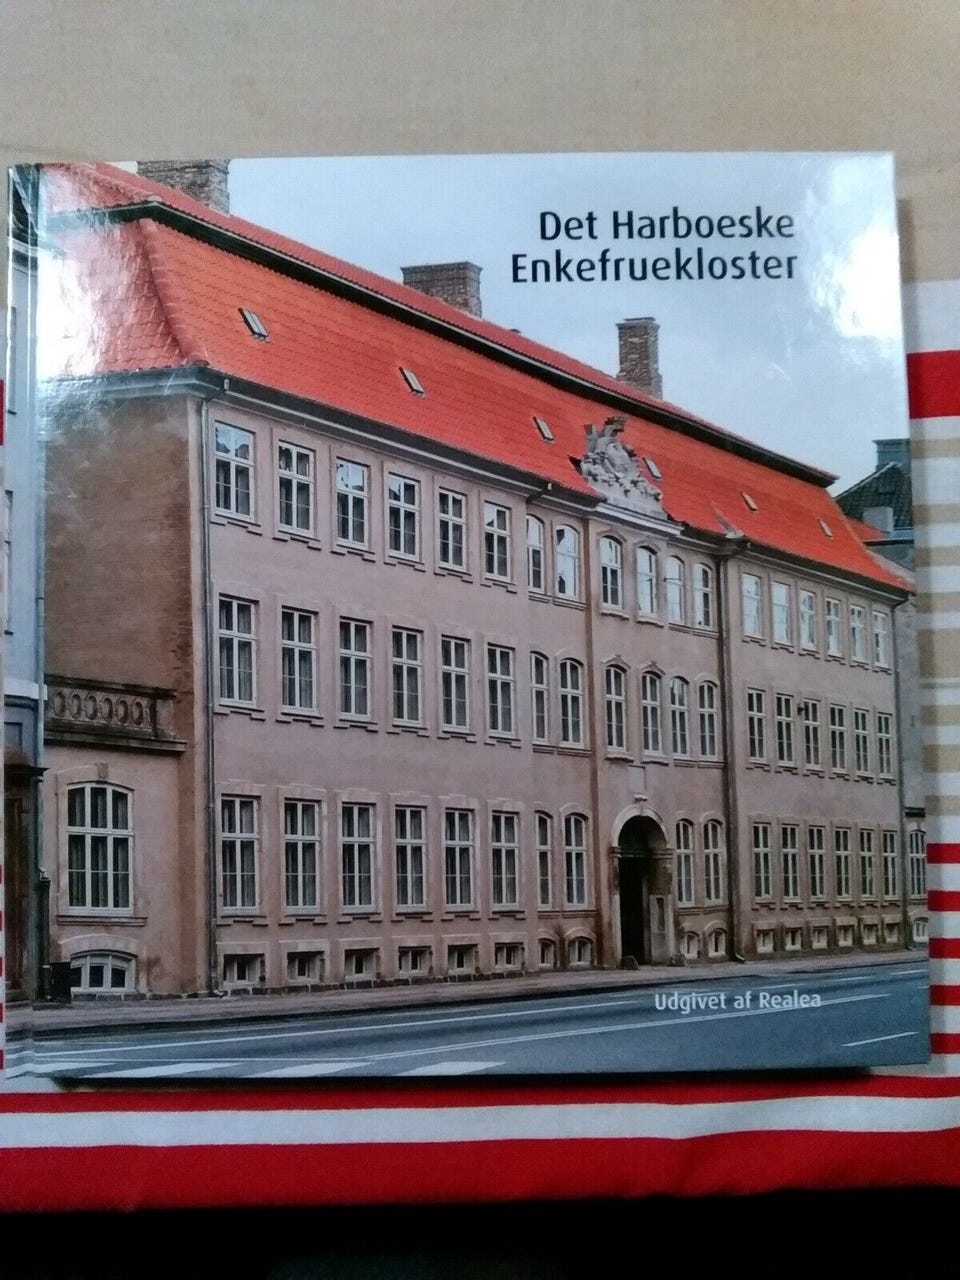 Det Harboeske
Enkefruekloster
Udgivet af Realea